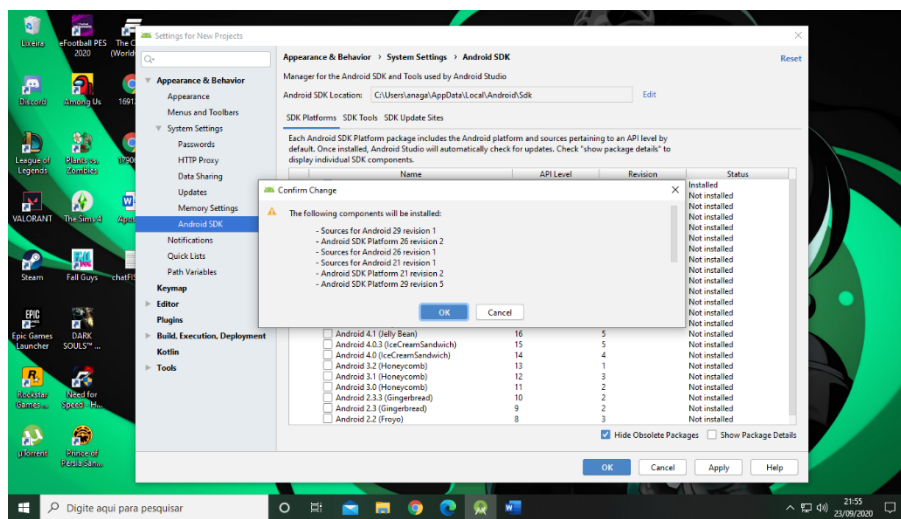 Lixeira
eFootball PES
2020
The C
(World
Discord
Among Us
1691
League of
Legends
Plants vs.
Zombies
1790
VALORANT
The Sims 4
Apos
Steam
Fall Guys
chatFIS
Epic Games
Launcher
DARK
SOULS™ ...
Rockstar
Games ...
Need for
Speed - H...
µTorrent
Prince of
Persia San...
Settings for New Projects
Appearance & Behavior
Appearance
Menus and Toolbars
System Settings
Passwords
HTTP Proxy
Data Sharing
Updates
Memory Settings
Android SDK
Notifications
Quick Lists
Path Variables
Keymap
Editor
Plugins
Build, Execution, Deployment
Kotlin
Tools
Appearance & Behavior › System Settings › Android SDK
Reset
Manager for the Android SDK and Tools used by Android Studio
Android SDK Location: C:\Users\anaga\AppData\Local\Android\Sdk Edit
SDK Platforms SDK Tools SDK Update Sites
Each Android SDK Platform package includes the Android platform and sources pertaining to an API level by
default. Once installed, Android Studio will automatically check for updates. Check "show package details" to
display individual SDK components.
Name API Level Revision Status
Installed
Not installed
Not installed
Not installed
Not installed
Not installed
Not installed
Not installed
Not installed
Not installed
Not installed
Not installed
Not installed
Not installed
Confirm Change
The following components will be installed:
- Sources for Android 29 revision 1
- Android SDK Platform 26 revision 2
- Sources for Android 26 revision 1
- Sources for Android 21 revision 1
- Android SDK Platform 21 revision 2
- Android SDK Platform 29 revision 5
OK Cancel
Android 4.1 (Jelly Bean) 16 5 Not installed
Android 4.0.3 (IceCreamSandwich) 15 5 Not installed
Android 4.0 (IceCreamSandwich) 14 4 Not installed
Android 3.2 (Honeycomb) 13 1 Not installed
Android 3.1 (Honeycomb) 12 3 Not installed
Android 3.0 (Honeycomb) 11 2 Not installed
Android 2.3.3 (Gingerbread) 10 2 Not installed
Android 2.3 (Gingerbread) 9 2 Not installed
Android 2.2 (Froyo) 8 3 Not installed
Hide Obsolete Packages Show Package Details
OK Cancel Apply Help
Digite aqui para pesquisar
21:55
23/09/2020